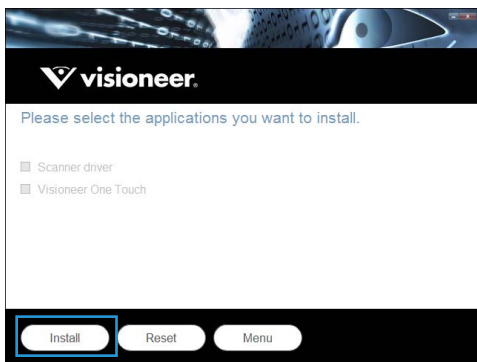 visioneer.
Please select the applications you want to install.
Scanner driver
Visioneer One Touch
Install Reset Menu